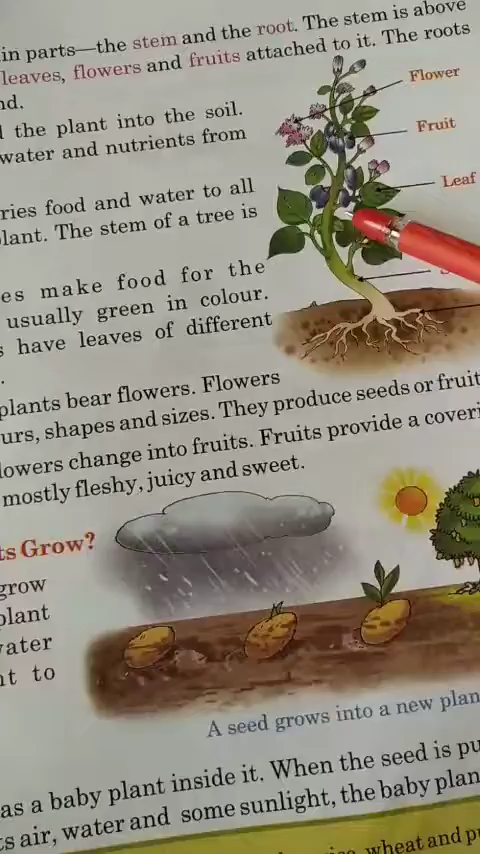 in parts—the stem and the root. The stem is above
leaves, flowers and fruits attached to it. The roots
nd.
the plant into the soil.
water and nutrients from
ries food and water to all
lant. The stem of a tree is
es make food for the
usually green in colour.
have leaves of different
plants bear flowers. Flowers
urs, shapes and sizes. They produce seeds or fruit
lowers change into fruits. Fruits provide a coveri
mostly fleshy, juicy and sweet.
Flower
Fruit
Leaf
ts Grow?
grow
plant
water
nt to
A seed grows into a new plan
as a baby plant inside it. When the seed is pu
ts air, water and some sunlight, the baby plan
wheat and pu